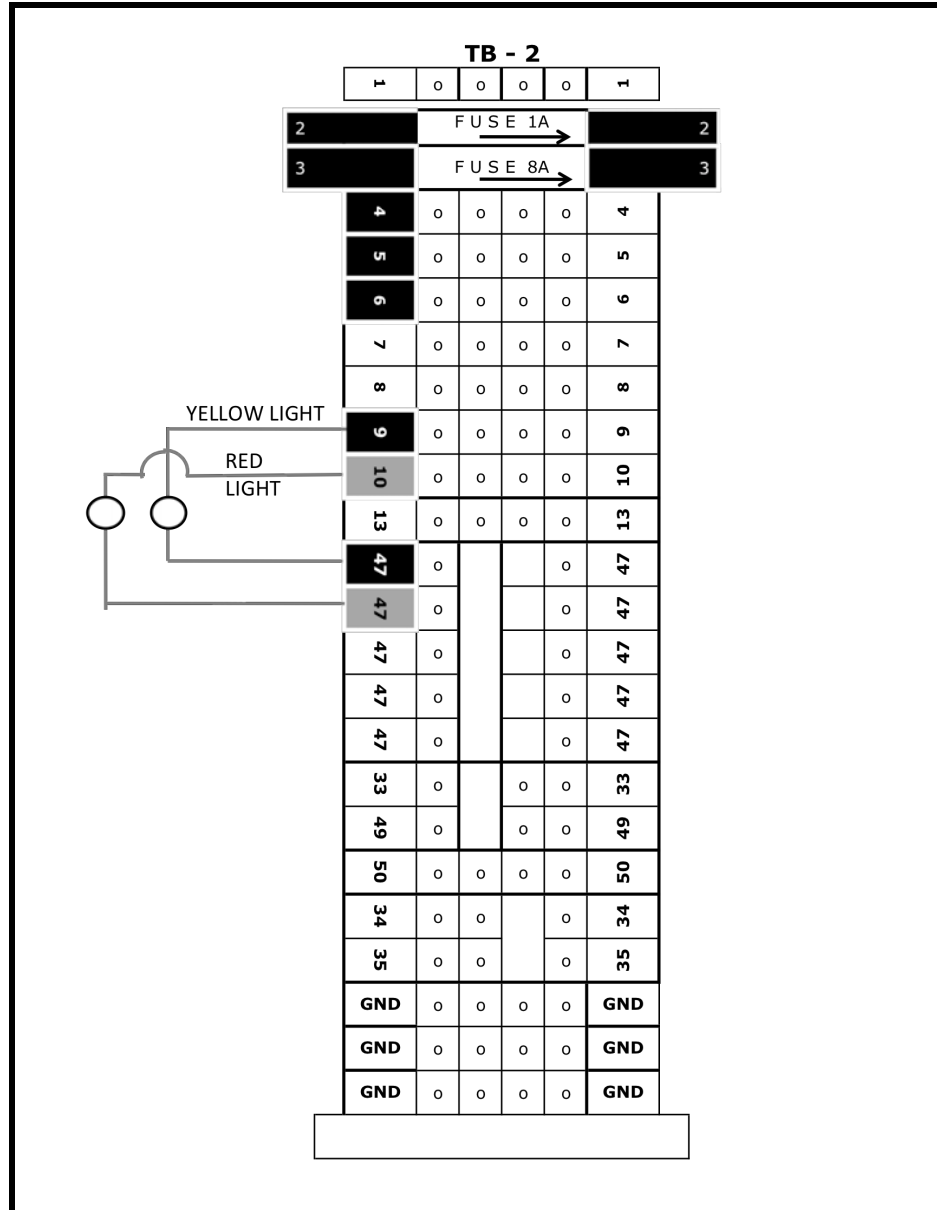 TB - 2
1 o o o o 1
2 FUSE 1A 2
3 FUSE 8A 3
4 o o o o 4
5 o o o o 5
6 o o o o 6
7 o o o o 7
8 o o o o 8
YELLOW LIGHT 9 o o o o 9
RED
LIGHT
10 o o o o 10
13 o o o o 13
47 o o 47
47 o o 47
47 o o 47
47 o o 47
47 o o 47
33 o o o 33
49 o o o 49
50 o o o o 50
34 o o o 34
35 o o o 35
GND o o o o GND
GND o o o o GND
GND o o o o GND